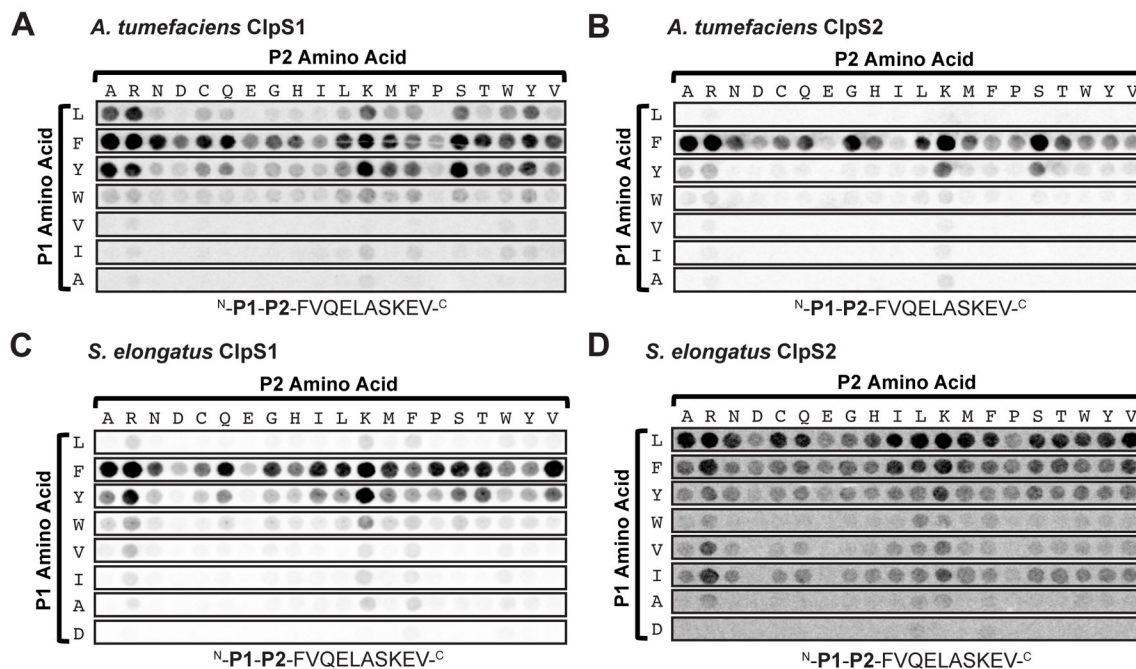 A A. tumefaciens ClpS1
P2 Amino Acid
A R N D C Q E G H I L K M F P S T W Y V
P1 Amino Acid
L
F
Y
W
V
I
A
N-P1-P2-FVQELASKEV-C
B A. tumefaciens ClpS2
P2 Amino Acid
A R N D C Q E G H I L K M F P S T W Y V
P1 Amino Acid
L
F
Y
W
V
I
A
N-P1-P2-FVQELASKEV-C
C S. elongatus ClpS1
P2 Amino Acid
A R N D C Q E G H I L K M F P S T W Y V
P1 Amino Acid
L
F
Y
W
V
I
A
D
N-P1-P2-FVQELASKEV-C
D S. elongatus ClpS2
P2 Amino Acid
A R N D C Q E G H I L K M F P S T W Y V
P1 Amino Acid
L
F
Y
W
V
I
A
D
N-P1-P2-FVQELASKEV-C